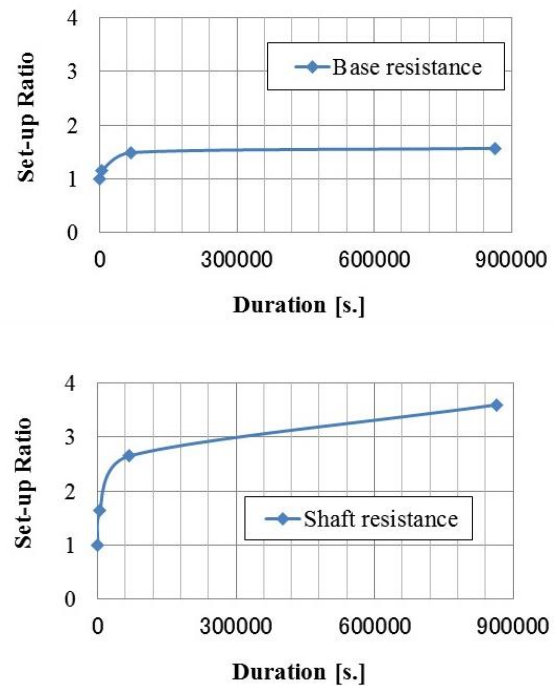 4
3
2
1
0
Set-up Ratio
Base resistance
0 300000 600000 900000
Duration [s.]
4
3
2
1
0
Set-up Ratio
Shaft resistance
0 300000 600000 900000
Duration [s.]